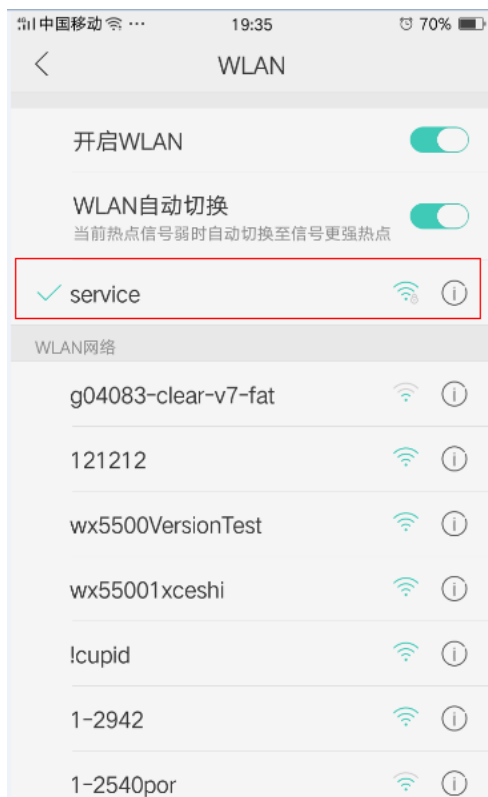 中国移动 ··· 19:35 70%
WLAN
开启WLAN
WLAN自动切换
当前热点信号弱时自动切换至信号更强热点
service
WLAN网络
g04083-clear-v7-fat
121212
wx5500VersionTest
wx55001xceshi
!cupid
1-2942
1-2540por